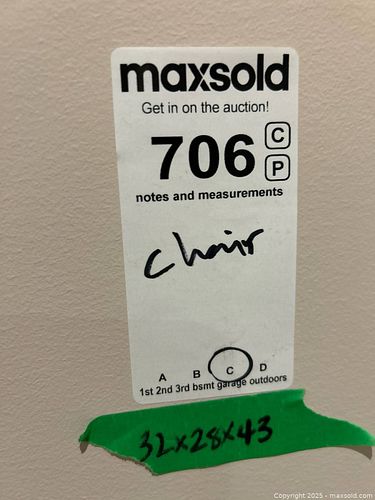 maxsold
Get in on the auction!
706 C
P
notes and measurements
chair
A B C D
1st 2nd 3rd bsmt garage outdoors
32x28x43
Copyright 2025 - maxsold.com